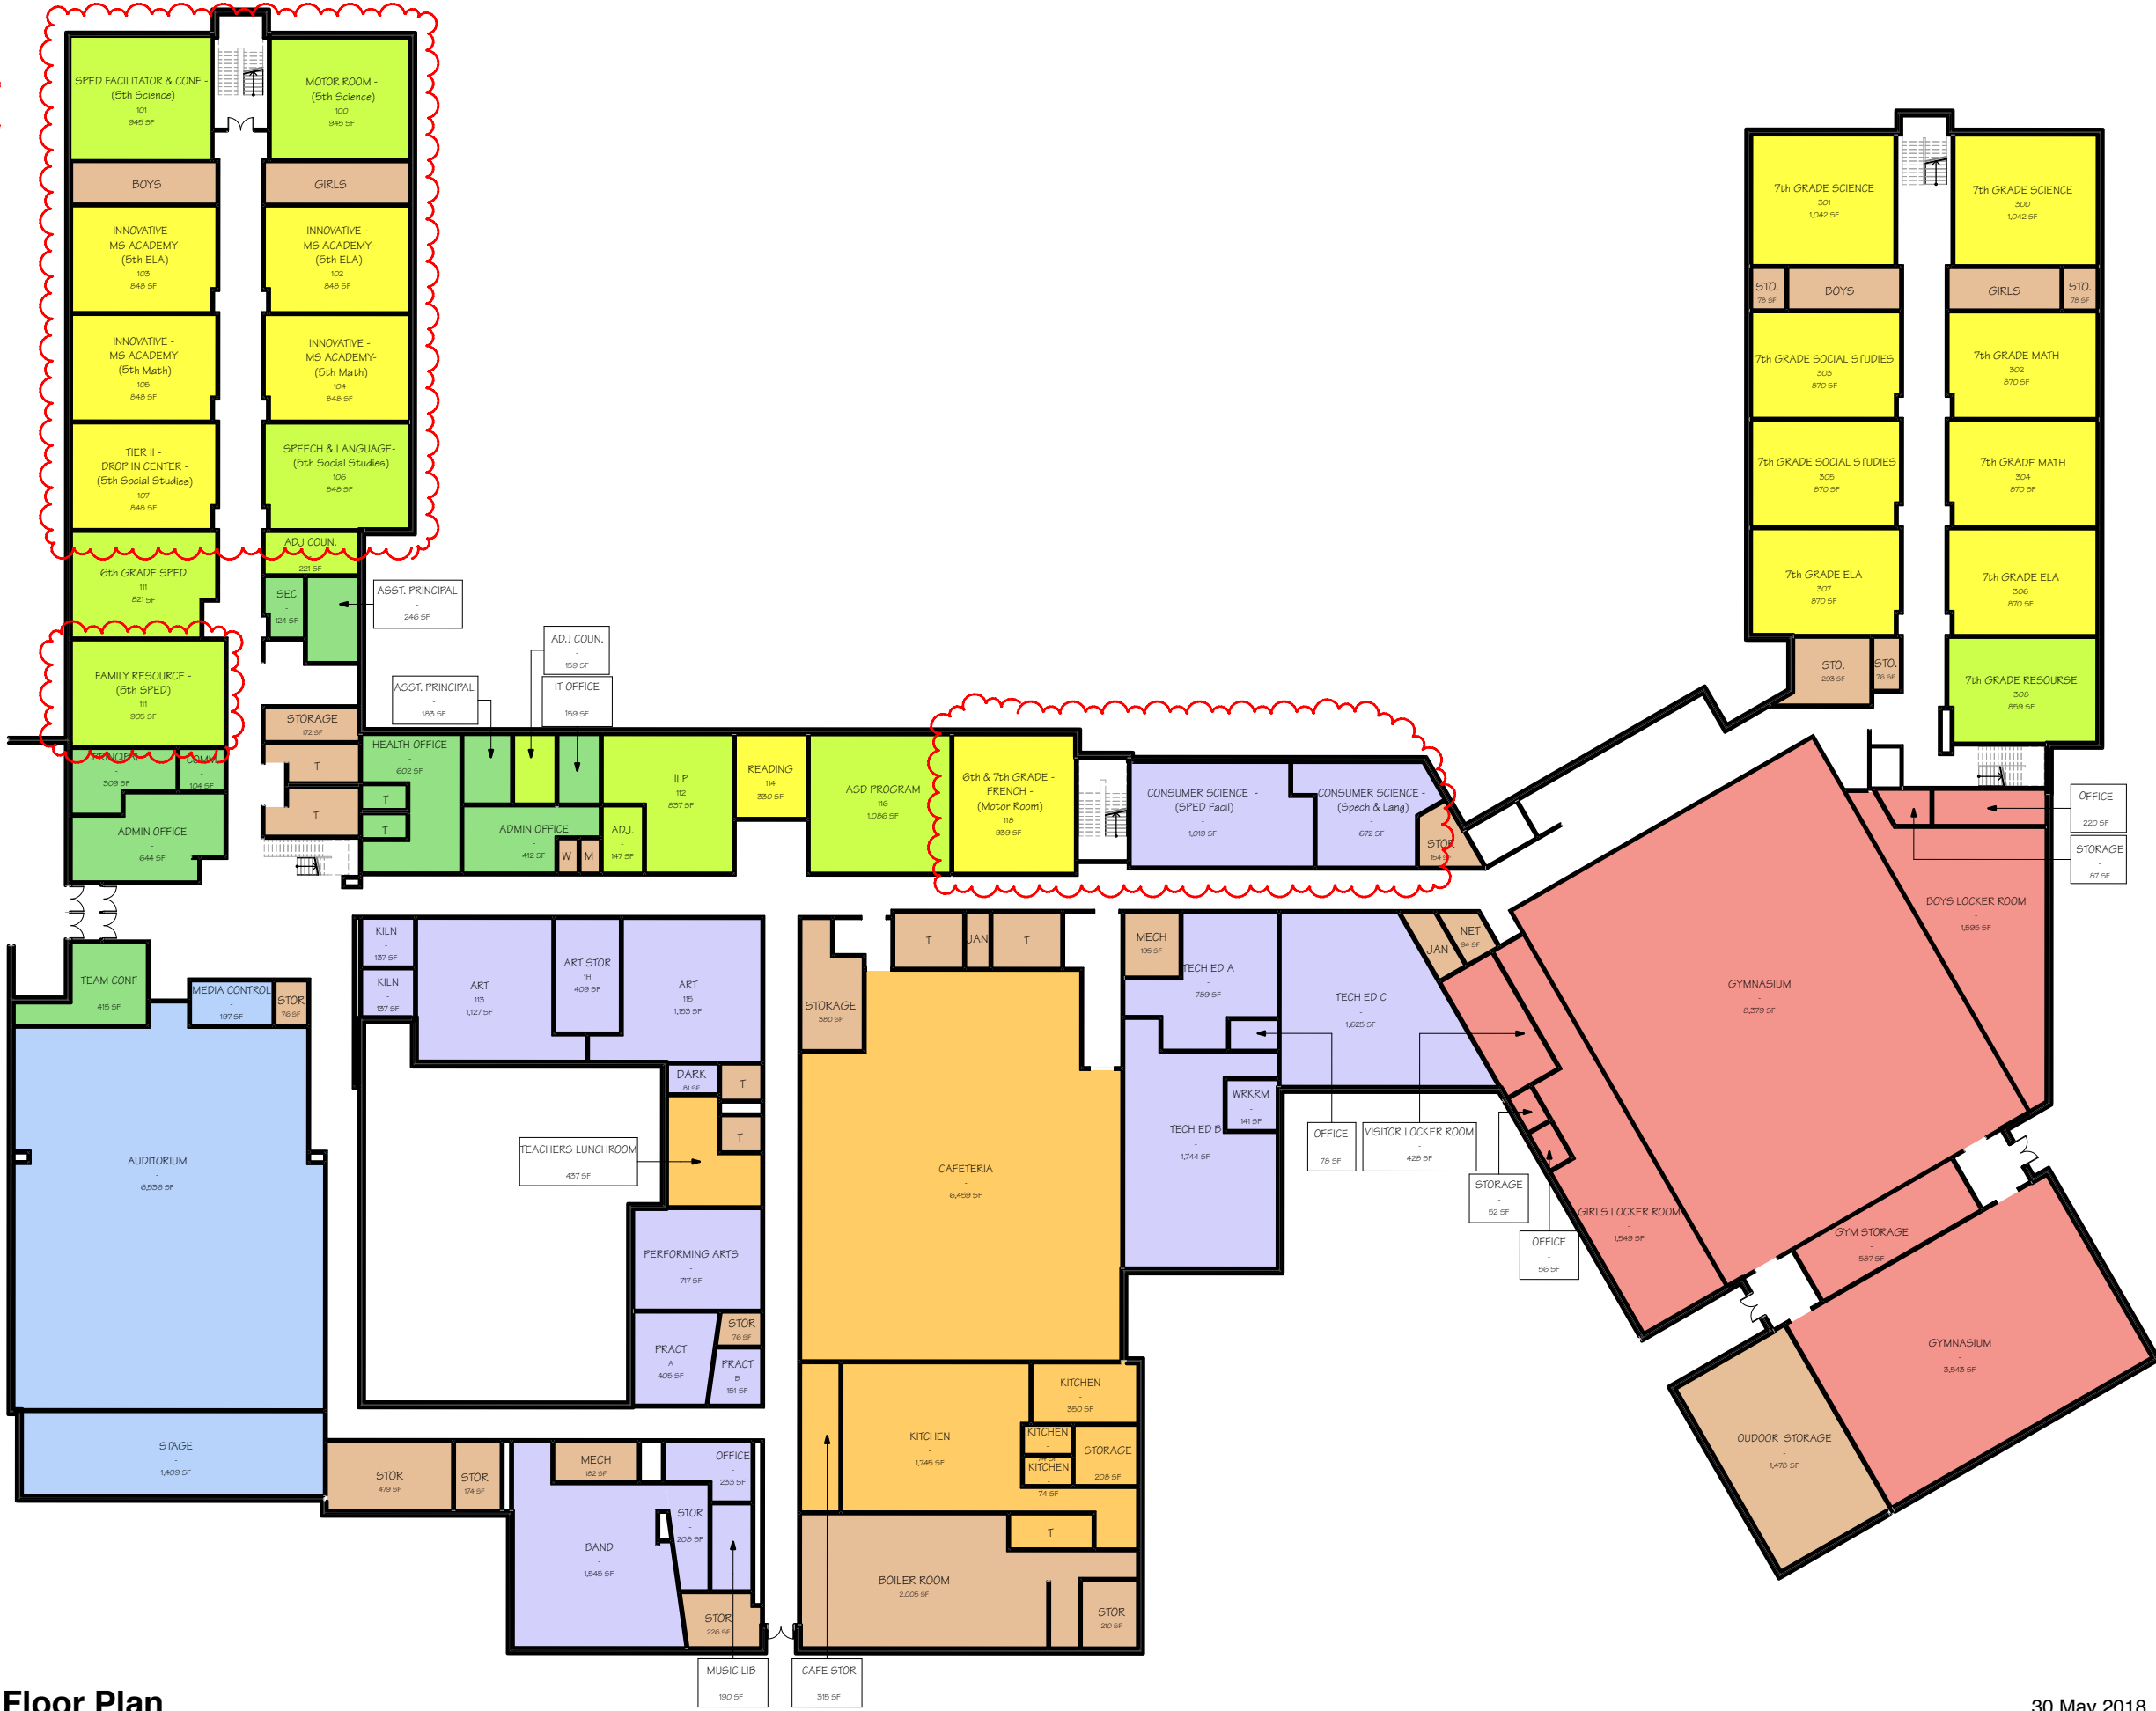 SPED FACILITATOR & CONF -
(5th Science)
101
945 SF
MOTOR ROOM -
(5th Science)
100
945 SF
BOYS
GIRLS
INNOVATIVE -
MS ACADEMY-
(5th ELA)
103
848 SF
INNOVATIVE -
MS ACADEMY-
(5th ELA)
102
848 SF
INNOVATIVE -
MS ACADEMY-
(5th Math)
105
848 SF
INNOVATIVE -
MS ACADEMY-
(5th Math)
104
848 SF
TIER II -
DROP IN CENTER -
(5th Social Studies)
107
848 SF
SPEECH & LANGUAGE-
(5th Social Studies)
106
848 SF
6th GRADE SPED
111
821 SF
ADJ COUN.
-
221 SF
SEC
-
124 SF
ASST. PRINCIPAL
-
246 SF
FAMILY RESOURCE -
(5th SPED)
111
905 SF
PRINCIPAL
-
309 SF
COMM.
-
104 SF
ADMIN OFFICE
-
644 SF
STORAGE
172 SF
T
T
HEALTH OFFICE
-
602 SF
T
T
ASST. PRINCIPAL
-
183 SF
ADJ COUN.
-
159 SF
IT OFFICE
-
159 SF
ADMIN OFFICE
-
412 SF
W
M
ADJ.
-
147 SF
ILP
112
837 SF
READING
114
330 SF
ASD PROGRAM
116
1,086 SF
6th & 7th GRADE -
FRENCH -
(Motor Room)
118
939 SF
CONSUMER SCIENCE -
(SPED Facil)
-
1,019 SF
CONSUMER SCIENCE -
(Spech & Lang)
-
672 SF
STOR
154 SF
7th GRADE SCIENCE
301
1,042 SF
7th GRADE SCIENCE
300
1,042 SF
STO.
78 SF
BOYS
GIRLS
STO.
78 SF
7th GRADE SOCIAL STUDIES
303
870 SF
7th GRADE MATH
302
870 SF
7th GRADE SOCIAL STUDIES
305
870 SF
7th GRADE MATH
304
870 SF
7th GRADE ELA
307
870 SF
7th GRADE ELA
306
870 SF
STO.
293 SF
STO.
76 SF
7th GRADE RESOURSE
308
859 SF
OFFICE
-
220 SF
STORAGE
-
87 SF
BOYS LOCKER ROOM
-
1,595 SF
GYMNASIUM
-
8,379 SF
TEAM CONF
-
415 SF
MEDIA CONTROL
-
197 SF
STOR
76 SF
AUDITORIUM
-
6,536 SF
STAGE
-
1,409 SF
KILN
-
137 SF
KILN
-
137 SF
ART
113
1,127 SF
ART STOR
1H
409 SF
ART
115
1,153 SF
DARK
81 SF
T
T
TEACHERS LUNCHROOM
-
437 SF
PERFORMING ARTS
-
717 SF
PRACT
A
405 SF
STOR
76 SF
PRACT
B
151 SF
STOR
479 SF
STOR
174 SF
MECH
182 SF
OFFICE
-
233 SF
STOR
-
208 SF
BAND
-
1,545 SF
STOR
226 SF
MUSIC LIB
-
190 SF
CAFE STOR
-
315 SF
STORAGE
380 SF
T
JAN
T
CAFETERIA
-
6,459 SF
KITCHEN
-
1,745 SF
KITCHEN
-
350 SF
KITCHEN
-
74 SF
KITCHEN
-
74 SF
STORAGE
-
208 SF
T
BOILER ROOM
2,005 SF
STOR
210 SF
MECH
195 SF
TECH ED A
-
789 SF
TECH ED C
-
1,625 SF
JAN
NET
94 SF
WRKRM
-
141 SF
TECH ED B
-
1,744 SF
OFFICE
-
78 SF
VISITOR LOCKER ROOM
-
428 SF
STORAGE
-
52 SF
OFFICE
-
56 SF
GIRLS LOCKER ROOM
-
1,549 SF
GYM STORAGE
-
587 SF
GYMNASIUM
-
3,543 SF
OUDOOR STORAGE
-
1,478 SF
Floor Plan
30 May 2018